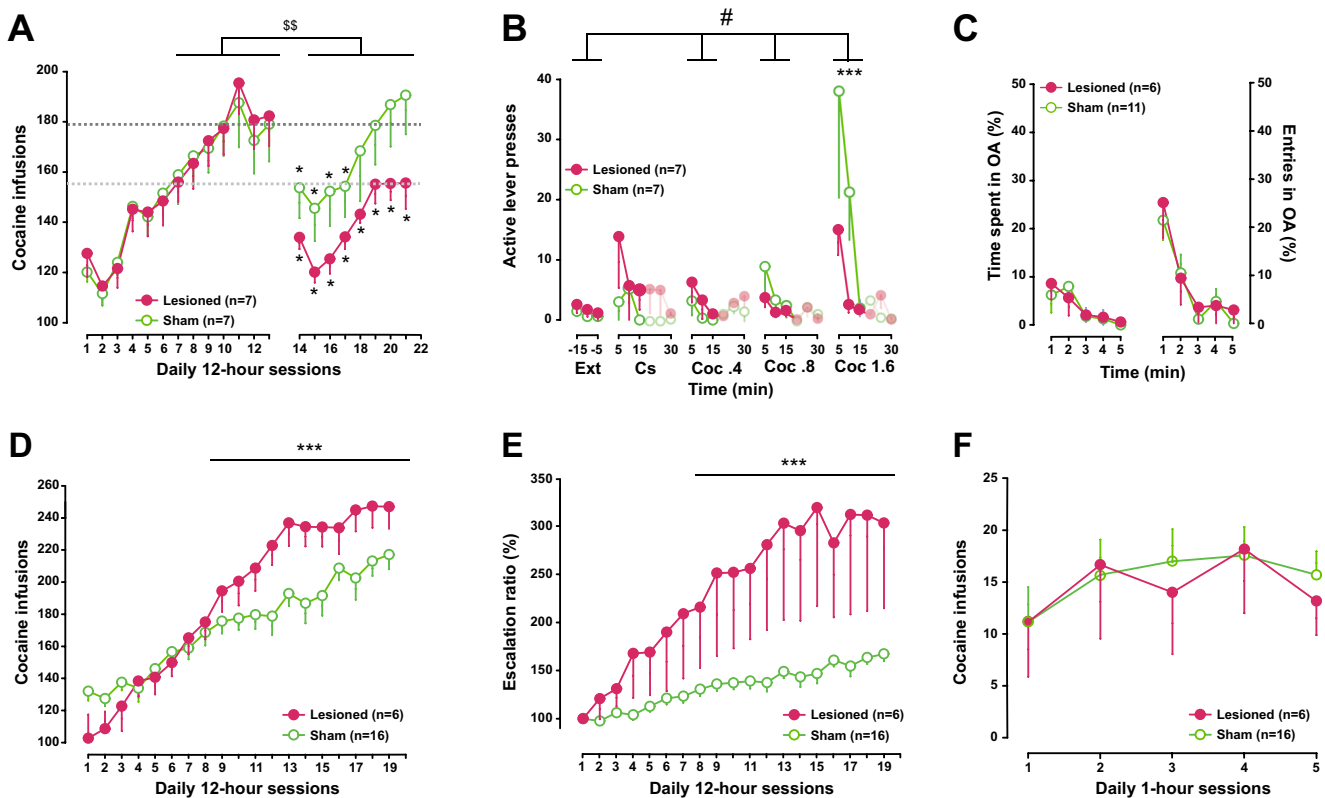 A
$$
200
180
160
140
120
100
Cocaine infusions
* * * *
* * * * * * * *
Lesioned (n=7)
Sham (n=7)
1 2 3 4 5 6 7 8 9 10 12 14 16 18 20 22
Daily 12-hour sessions
B
#
***
40
30
20
10
0
Active lever presses
Lesioned (n=7)
Sham (n=7)
-15 -5 5 15 30 5 15 30 5 15 30 5 15 30
Ext Cs Coc .4 Coc .8 Coc 1.6
Time (min)
C
Lesioned (n=6)
Sham (n=11)
50
40
30
20
10
0
Time spent in OA (%)
50
40
30
20
10
0
Entries in OA (%)
1 2 3 4 5 1 2 3 4 5
Time (min)
D
***
260
240
220
200
180
160
140
120
100
Cocaine infusions
Lesioned (n=6)
Sham (n=16)
1 2 3 4 5 6 7 8 9 11 13 15 17 19
Daily 12-hour sessions
E
***
350
300
250
200
150
100
Escalation ratio (%)
Lesioned (n=6)
Sham (n=16)
1 2 3 4 5 6 7 8 9 11 13 15 17 19
Daily 12-hour sessions
F
25
20
15
10
5
0
Cocaine infusions
Lesioned (n=6)
Sham (n=16)
1 2 3 4 5
Daily 1-hour sessions